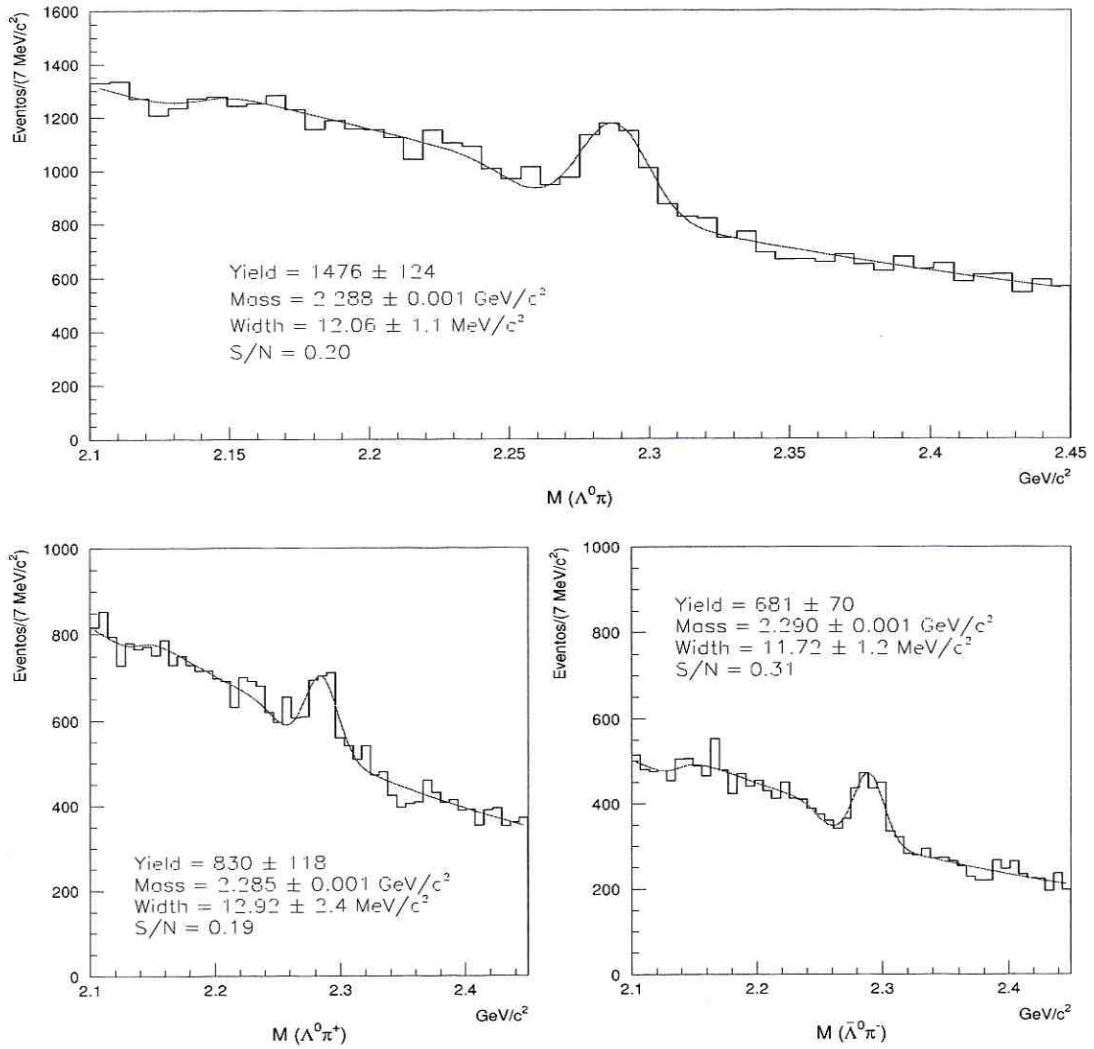 Eventos/(7 MeV/c²)
1600
1400
1200
1000
800
600
400
200
0
2.1 2.15 2.2 2.25 2.3 2.35 2.4 2.45
GeV/c²
M (Λ⁰π)
Yield = 1476 ± 124
Mass = 2.288 ± 0.001 GeV/c²
Width = 12.06 ± 1.1 MeV/c²
S/N = 0.20
Eventos/(7 MeV/c²)
1000
800
600
400
200
0
2.1 2.2 2.3 2.4
GeV/c²
M (Λ⁰π⁺)
Yield = 830 ± 118
Mass = 2.285 ± 0.001 GeV/c²
Width = 12.92 ± 2.4 MeV/c²
S/N = 0.19
Eventos/(7 MeV/c²)
1000
800
600
400
200
0
2.1 2.2 2.3 2.4
GeV/c²
M (Λ̄⁰π⁻)
Yield = 681 ± 70
Mass = 2.290 ± 0.001 GeV/c²
Width = 11.72 ± 1.2 MeV/c²
S/N = 0.31